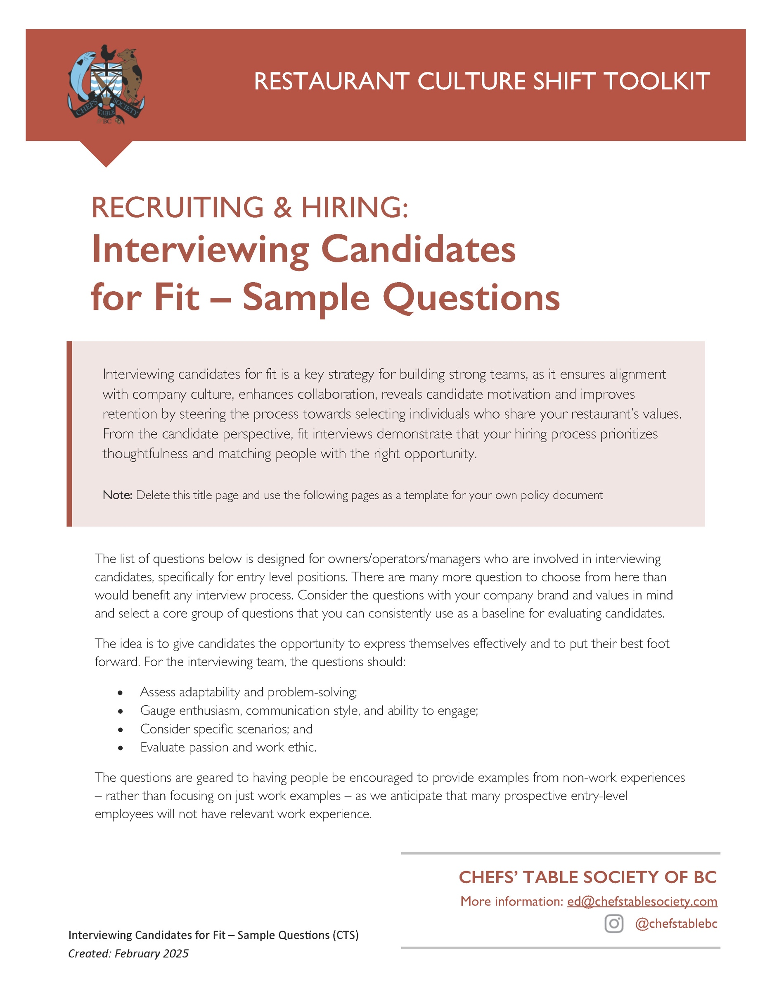 CHEFS' TABLE SOCIETY
BC
RESTAURANT CULTURE SHIFT TOOLKIT
RECRUITING & HIRING:
Interviewing Candidates
for Fit – Sample Questions
Interviewing candidates for fit is a key strategy for building strong teams, as it ensures alignment
with company culture, enhances collaboration, reveals candidate motivation and improves
retention by steering the process towards selecting individuals who share your restaurant's values.
From the candidate perspective, fit interviews demonstrate that your hiring process prioritizes
thoughtfulness and matching people with the right opportunity.
Note: Delete this title page and use the following pages as a template for your own policy document
The list of questions below is designed for owners/operators/managers who are involved in interviewing
candidates, specifically for entry level positions. There are many more question to choose from here than
would benefit any interview process. Consider the questions with your company brand and values in mind
and select a core group of questions that you can consistently use as a baseline for evaluating candidates.
The idea is to give candidates the opportunity to express themselves effectively and to put their best foot
forward. For the interviewing team, the questions should:
• Assess adaptability and problem-solving;
• Gauge enthusiasm, communication style, and ability to engage;
• Consider specific scenarios; and
• Evaluate passion and work ethic.
The questions are geared to having people be encouraged to provide examples from non-work experiences
– rather than focusing on just work examples – as we anticipate that many prospective entry-level
employees will not have relevant work experience.
CHEFS' TABLE SOCIETY OF BC
More information: ed@chefstablesociety.com
@chefstablebc
Interviewing Candidates for Fit – Sample Questions (CTS)
Created: February 2025